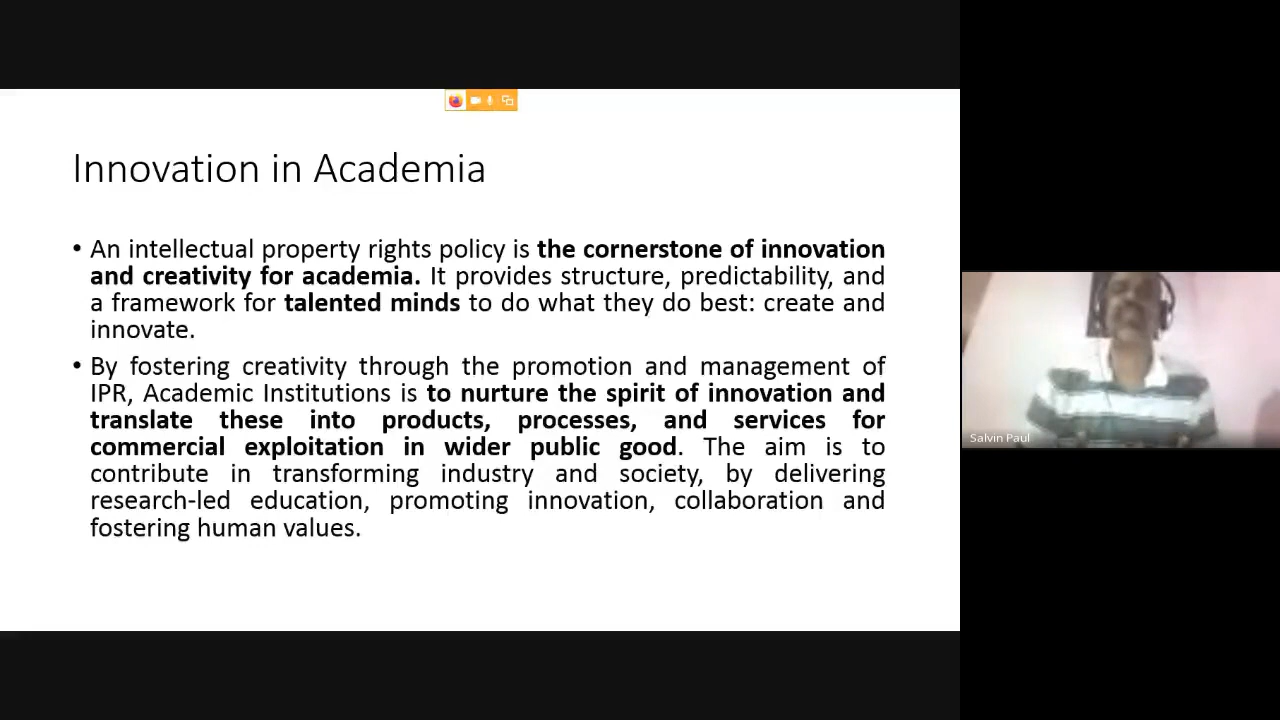 Innovation in Academia
• An intellectual property rights policy is the cornerstone of innovation
and creativity for academia. It provides structure, predictability, and
a framework for talented minds to do what they do best: create and
innovate.
• By fostering creativity through the promotion and management of
IPR, Academic Institutions is to nurture the spirit of innovation and
translate these into products, processes, and services for
commercial exploitation in wider public good. The aim is to
contribute in transforming industry and society, by delivering
research-led education, promoting innovation, collaboration and
fostering human values.
Salvin Paul